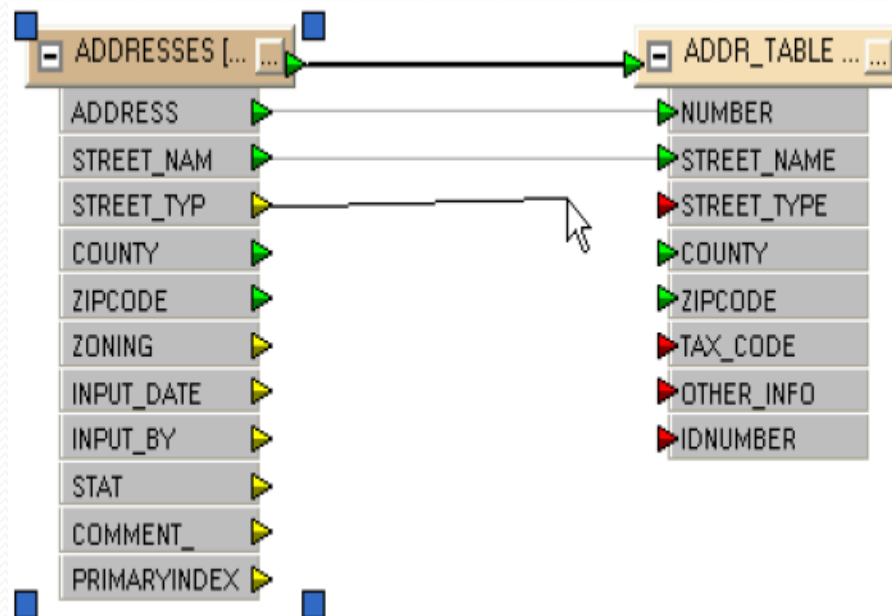 ADDRESSES [... ...
ADDRESS
STREET_NAM
STREET_TYP
COUNTY
ZIPCODE
ZONING
INPUT_DATE
INPUT_BY
STAT
COMMENT_
PRIMARYINDEX
ADDR_TABLE ... ...
NUMBER
STREET_NAME
STREET_TYPE
COUNTY
ZIPCODE
TAX_CODE
OTHER_INFO
IDNUMBER